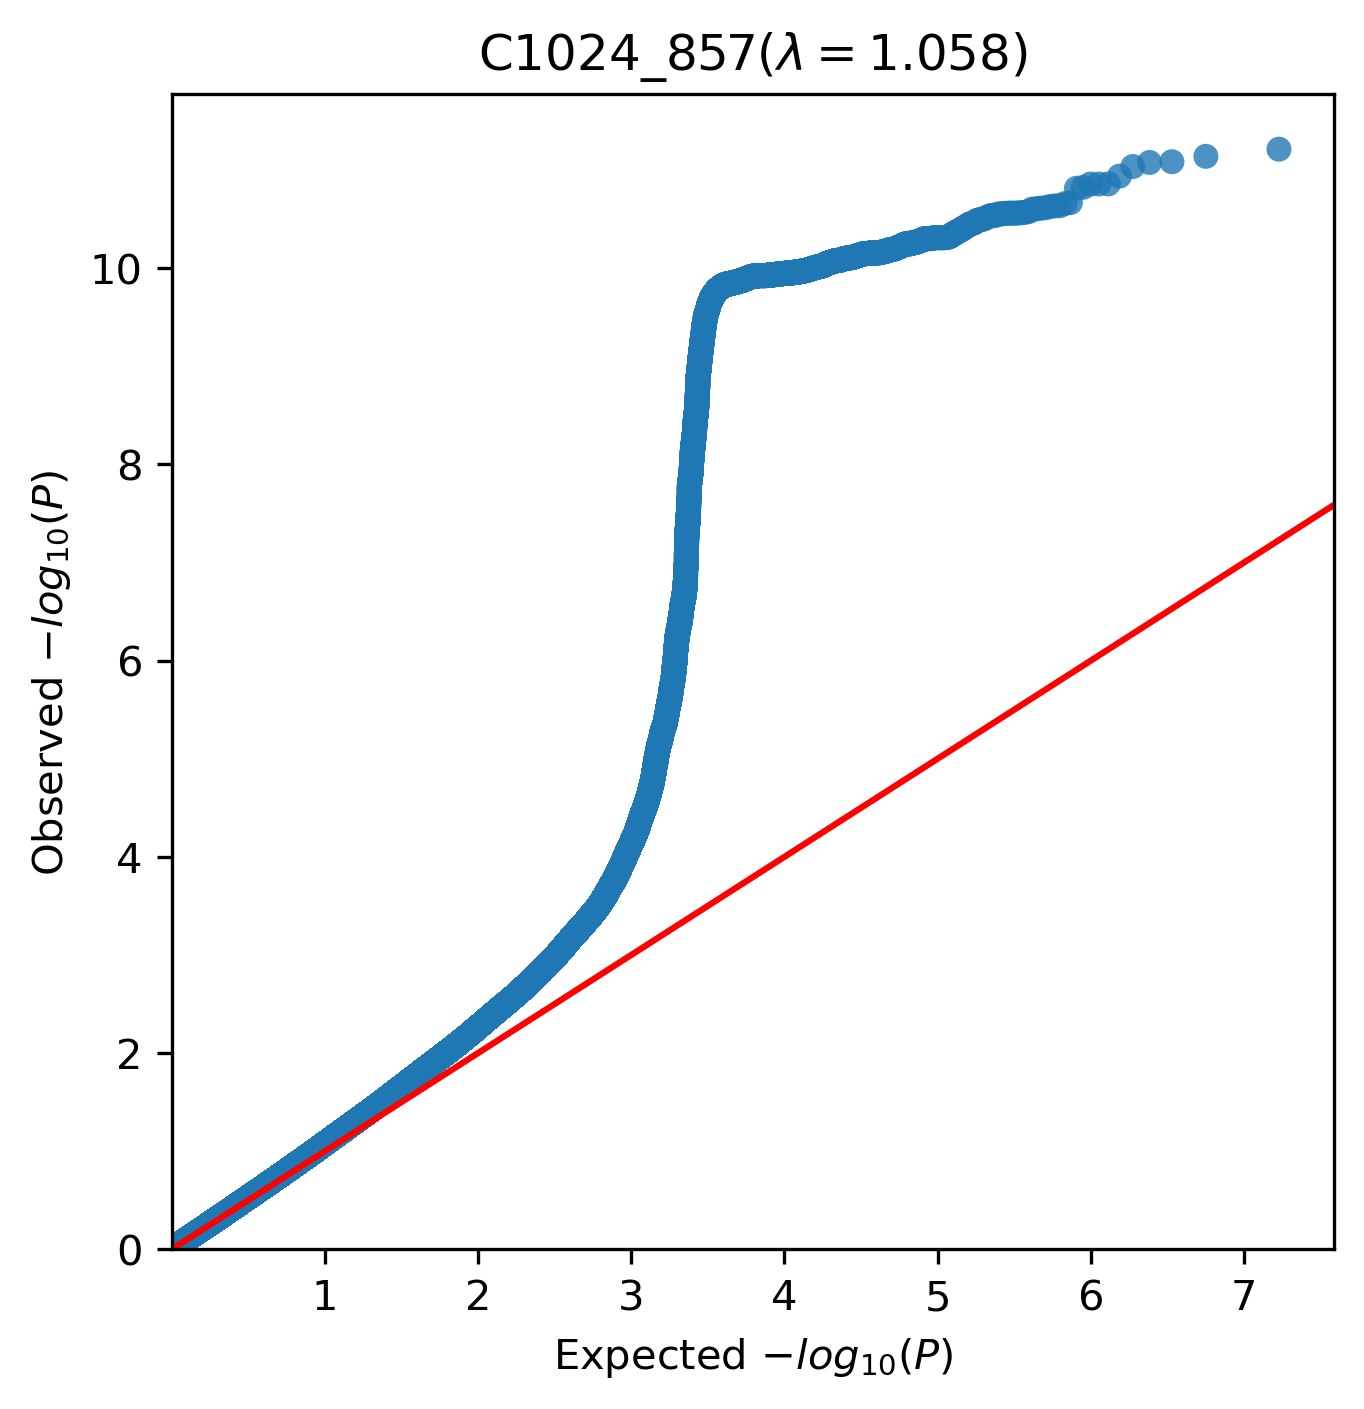 C1024_857(λ = 1.058)
Observed −log₁₀(P)
10
8
6
4
2
0
1 2 3 4 5 6 7
Expected −log₁₀(P)